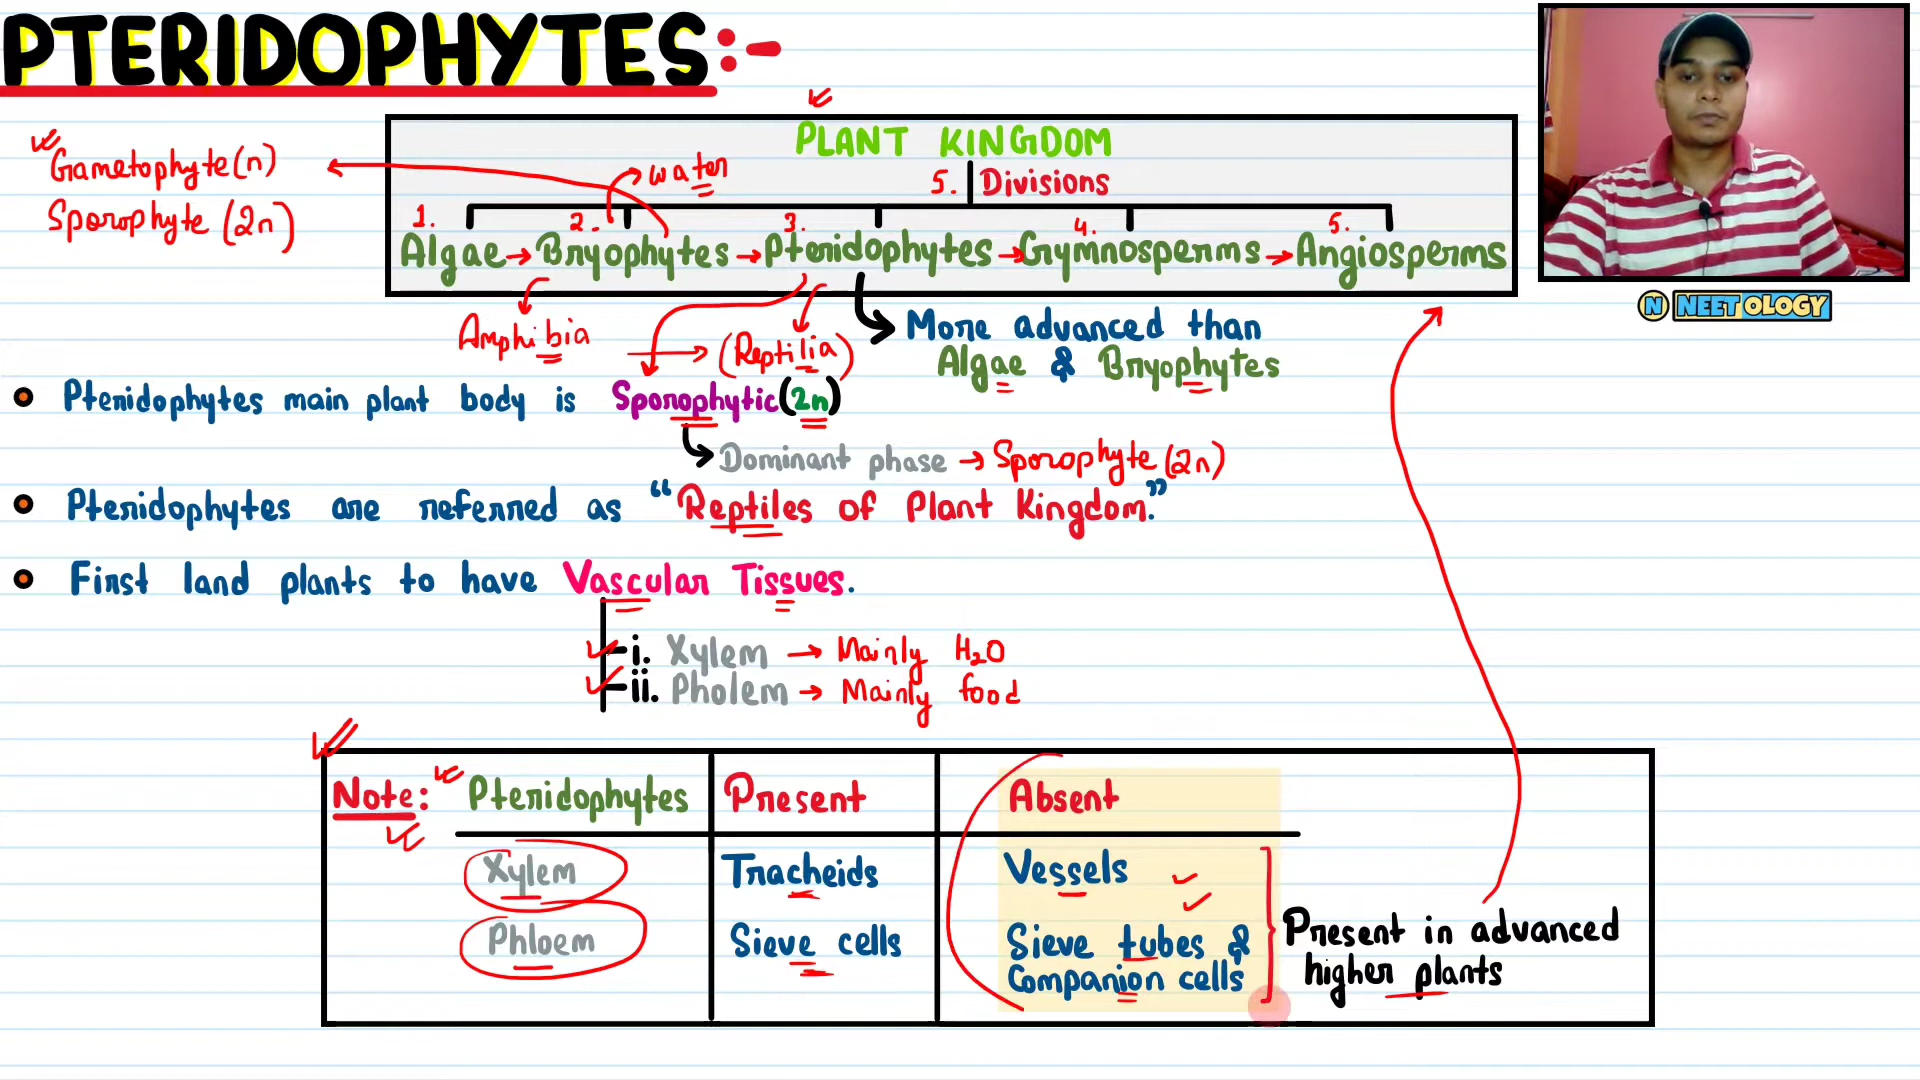 PTERIDOPHYTES:-
PLANT KINGDOM
5. Divisions
Gametophyte(n)
Sporophyte (2n)
water
1. 2. 3. 4. 5.
Algae → Bryophytes → Pteridophytes → Gymnosperms → Angiosperms
Amphibia
(Reptilia)
More advanced than
Algae & Bryophytes
N NEETOLOGY
• Pteridophytes main plant body is Sporophytic(2n)
Dominant phase → Sporophyte (2n)
• Pteridophytes are referred as “Reptiles of Plant Kingdom.”
• First land plants to have Vascular Tissues.
i. Xylem → Mainly H2O
ii. Pholem → Mainly food
Note: Pteridophytes Present Absent
Xylem Tracheids Vessels
Phloem Sieve cells Sieve tubes &
Companion cells
Present in advanced
higher plants